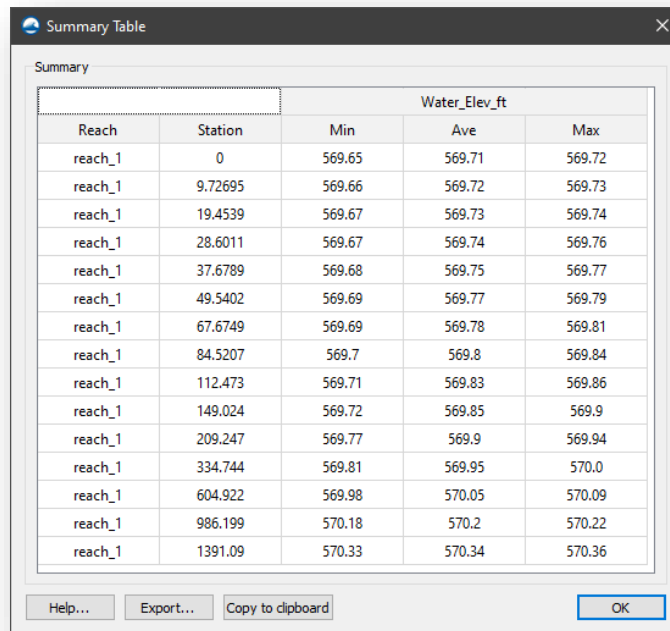 Summary Table
Summary
Water_Elev_ft
Reach Station Min Ave Max
reach_1 0 569.65 569.71 569.72
reach_1 9.72695 569.66 569.72 569.73
reach_1 19.4539 569.67 569.73 569.74
reach_1 28.6011 569.67 569.74 569.76
reach_1 37.6789 569.68 569.75 569.77
reach_1 49.5402 569.69 569.77 569.79
reach_1 67.6749 569.69 569.78 569.81
reach_1 84.5207 569.7 569.8 569.84
reach_1 112.473 569.71 569.83 569.86
reach_1 149.024 569.72 569.85 569.9
reach_1 209.247 569.77 569.9 569.94
reach_1 334.744 569.81 569.95 570.0
reach_1 604.922 569.98 570.05 570.09
reach_1 986.199 570.18 570.2 570.22
reach_1 1391.09 570.33 570.34 570.36
Help... Export... Copy to clipboard OK